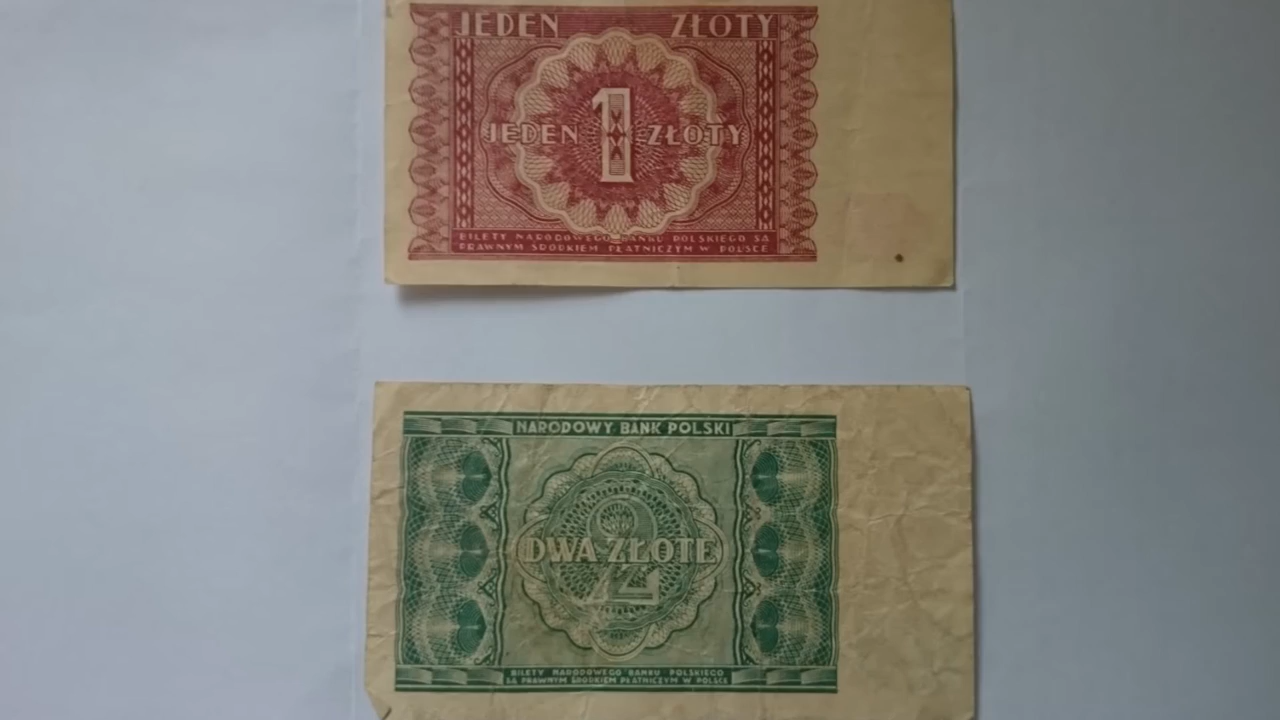 JEDEN ZŁOTY
JEDEN 1 ZŁOTY
BILETY NARODOWEGO BANKU POLSKIEGO SĄ
PRAWNYM ŚRODKIEM PŁATNICZYM W POLSCE
NARODOWY BANK POLSKI
2
DWA ZŁOTE
BILETY NARODOWEGO BANKU POLSKIEGO
SĄ PRAWNYM ŚRODKIEM PŁATNICZYM W POLSCE